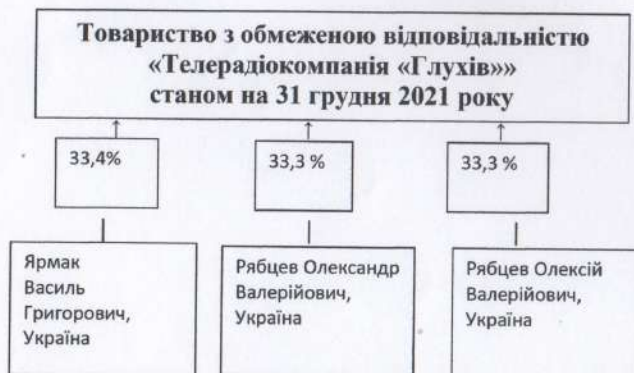 Товариство з обмеженою відповідальністю
«Телерадіокомпанія «Глухів»»
станом на 31 грудня 2021 року
33,4%
33,3 %
33,3 %
Ярмак
Василь
Григорович,
Україна
Рябцев Олександр
Валерійович,
Україна
Рябцев Олексій
Валерійович,
Україна